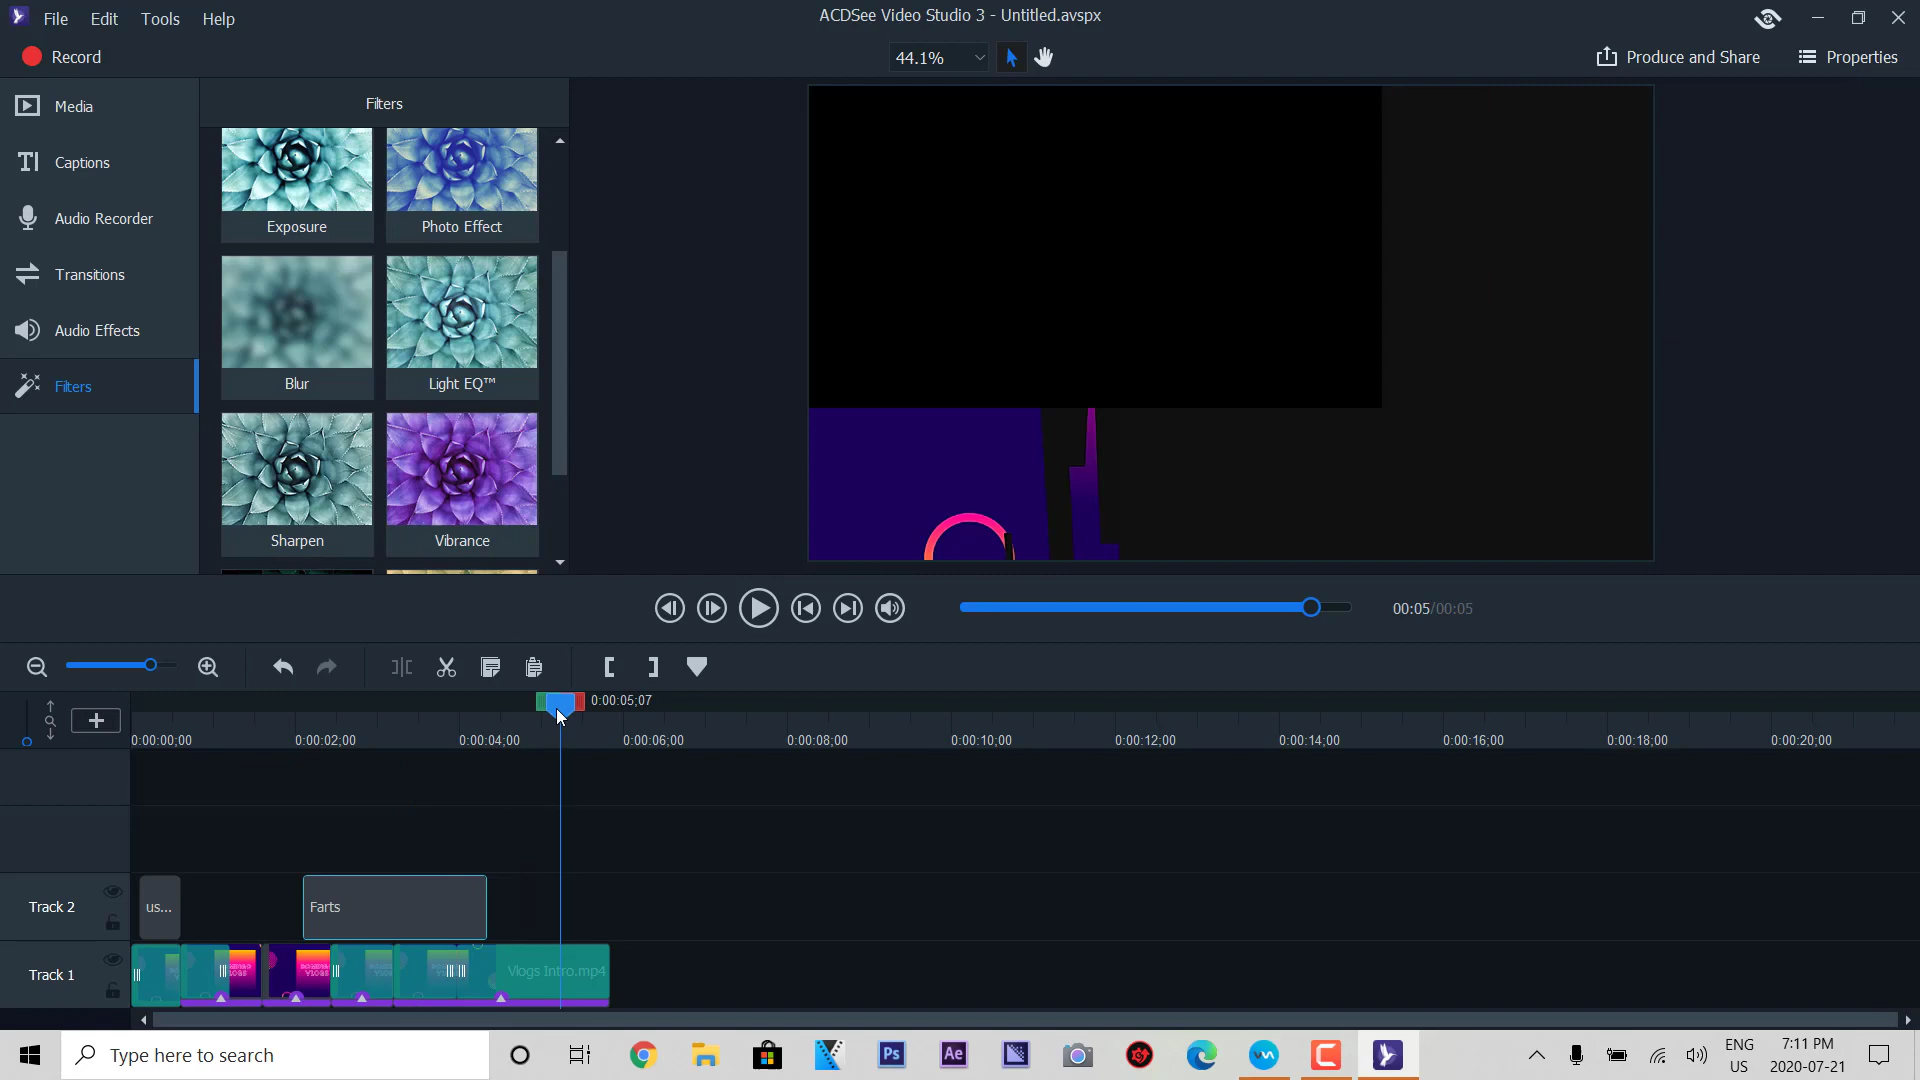 File Edit Tools Help
ACDSee Video Studio 3 - Untitled.avspx
Record
44.1%
Produce and Share
Properties
Media
Captions
TI
Audio Recorder
Transitions
Audio Effects
Filters
Filters
Exposure
Photo Effect
Blur
Light EQ™
Sharpen
Vibrance
00:05/00:05
0:00:05;07
0:00:00;00
0:00:02;00
0:00:04;00
0:00:06;00
0:00:08;00
0:00:10;00
0:00:12;00
0:00:14;00
0:00:16;00
0:00:18;00
0:00:20;00
Track 2
us...
Farts
Track 1
Vlogs Intro.mp4
Type here to search
Ps
Ae
ENG
US
7:11 PM
2020-07-21